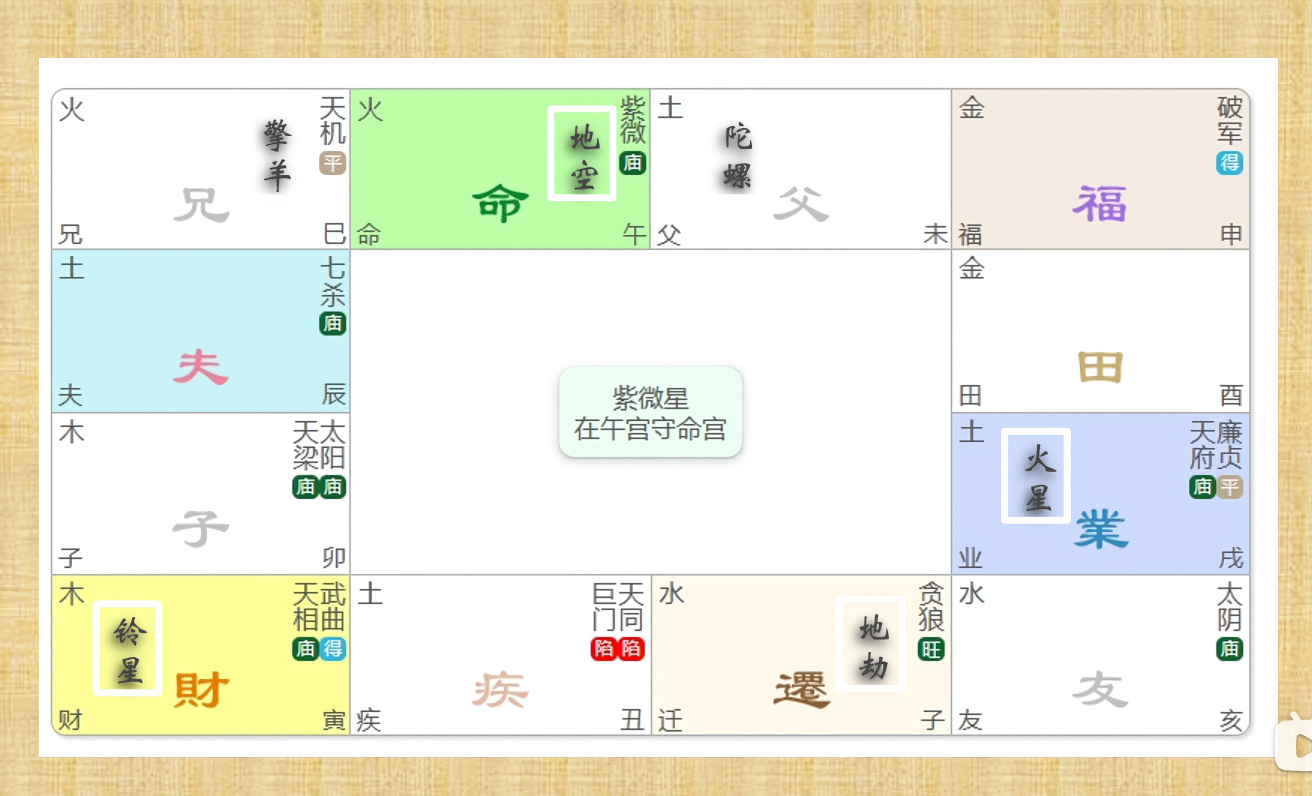 火
擎羊
天机
平
兄
兄
巳
火
地空
紫微
庙
命
命
午
土
陀螺
父
父
未
金
破军
得
福
福
申
土
七杀
庙
夫
夫
辰
紫微星
在午宫守命宫
金
田
田
酉
木
天梁
太阳
庙
庙
子
子
卯
土
火星
天府
廉贞
庙
平
業
业
戌
木
铃星
天相
武曲
庙
得
財
财
寅
土
巨门
天同
陷
陷
疾
疾
丑
水
地劫
贪狼
旺
遷
迁
子
水
太阴
庙
友
友
亥